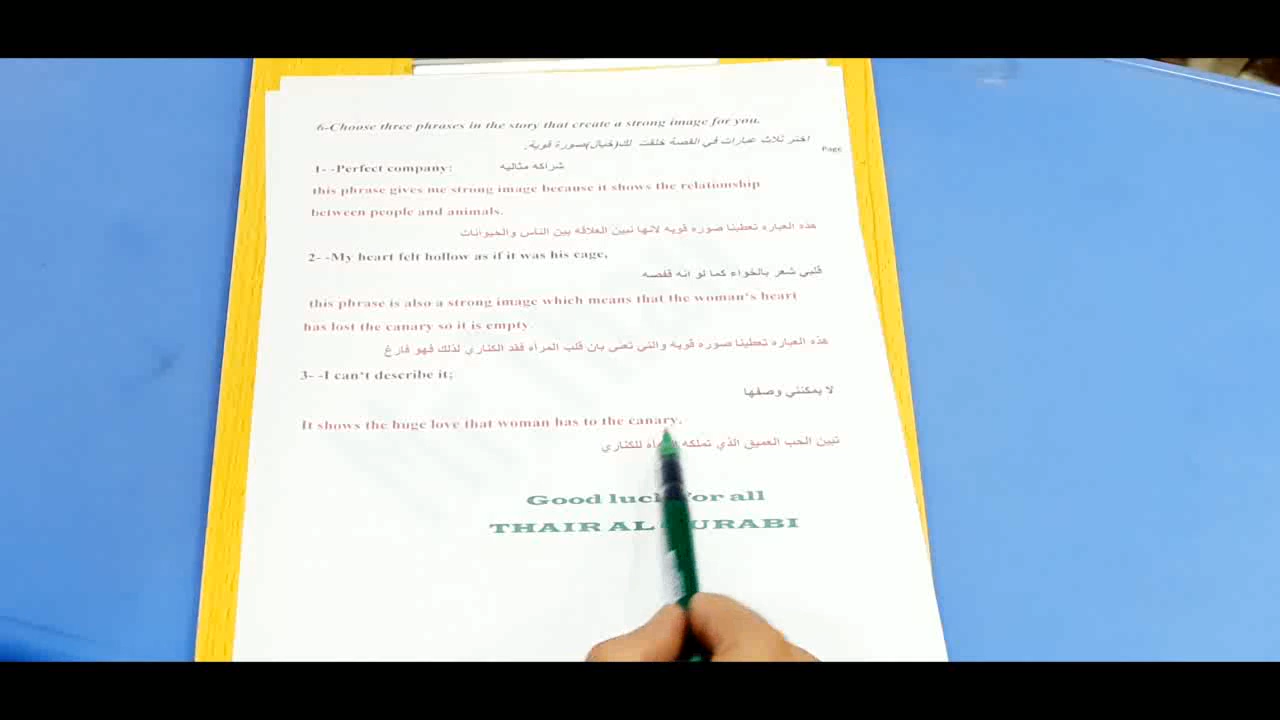 6-Choose three phrases in the story that create a strong image for you.
اختر ثلاث عبارات في القصة خلقت لك(خيال)صورة قوية.
Page
1- -Perfect company: شراكه مثاليه
this phrase gives me strong image because it shows the relationship
between people and animals.
هذه العباره تعطينا صوره قويه لانها تبين العلاقه بين الناس والحيوانات
2- -My heart felt hollow as if it was his cage,
قلبي شعر بالخواء كما لو انه قفصه
this phrase is also a strong image which means that the woman's heart
has lost the canary so it is empty
هذه العباره تعطينا صوره قويه والتي تعني بان قلب المرأه فقد الكناري لذلك فهو فارغ
3- -I can't describe it;
لا يمكنني وصفها
It shows the huge love that woman has to the canary.
تبين الحب العميق الذي تملكه للكناري
Good luck for all
THAIR AL